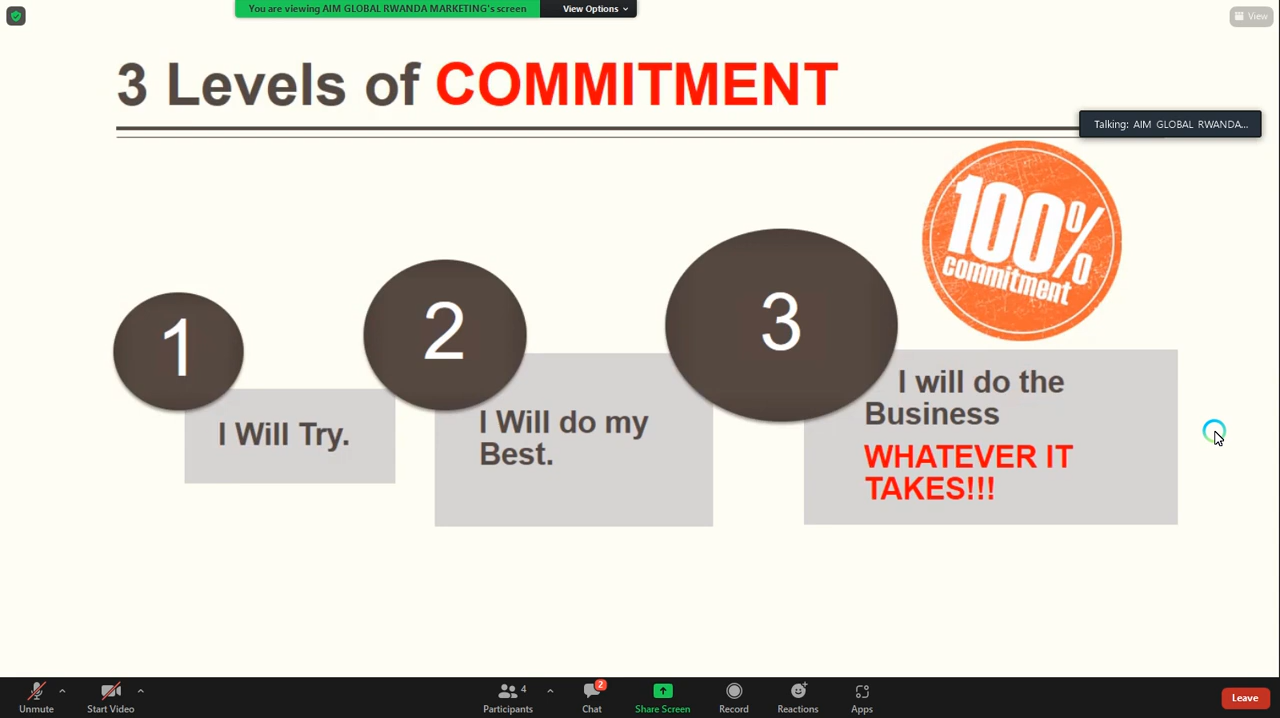 You are viewing AIM GLOBAL RWANDA MARKETING's screen
View Options
View
3 Levels of COMMITMENT
Talking: AIM GLOBAL RWANDA...
100%
commitment
1
2
3
I Will Try.
I Will do my
Best.
I will do the
Business
WHATEVER IT
TAKES!!!
Unmute
Start Video
4
Participants
2
Chat
Share Screen
Record
Reactions
Apps
Leave